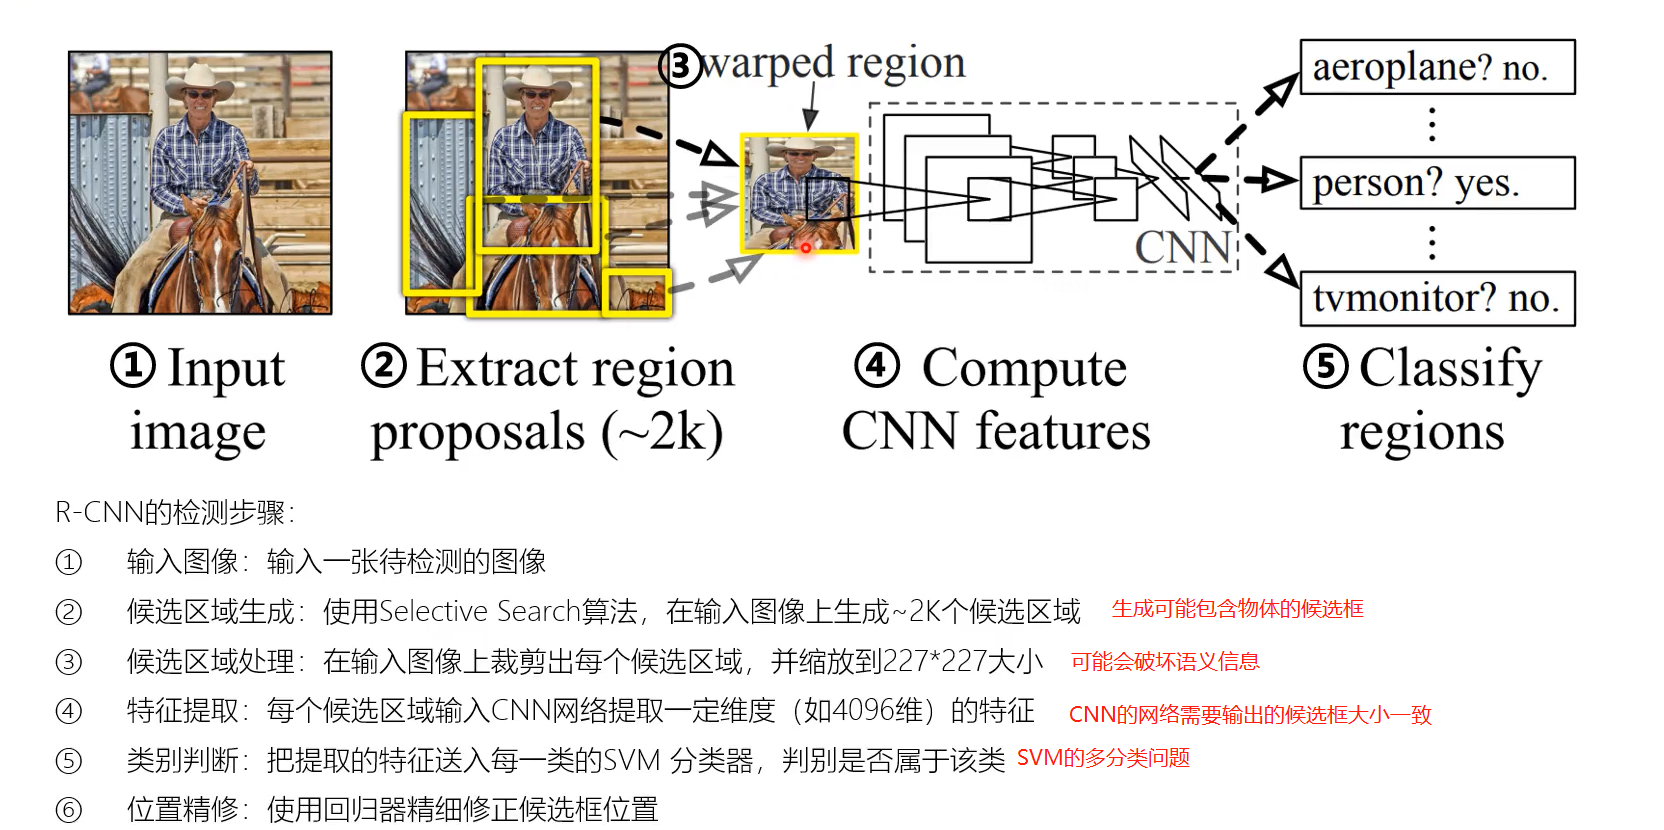 ③warped region
aeroplane? no.
person? yes.
CNN
tvmonitor? no.
① Input
image
② Extract region
proposals (~2k)
④ Compute
CNN features
⑤ Classify
regions
R-CNN的检测步骤：
① 输入图像：输入一张待检测的图像
② 候选区域生成：使用Selective Search算法，在输入图像上生成~2K个候选区域 生成可能包含物体的候选框
③ 候选区域处理：在输入图像上裁剪出每个候选区域，并缩放到227*227大小 可能会破坏语义信息
④ 特征提取：每个候选区域输入CNN网络提取一定维度（如4096维）的特征 CNN的网络需要输出的候选框大小一致
⑤ 类别判断：把提取的特征送入每一类的SVM 分类器，判别是否属于该类 SVM的多分类问题
⑥ 位置精修：使用回归器精细修正候选框位置